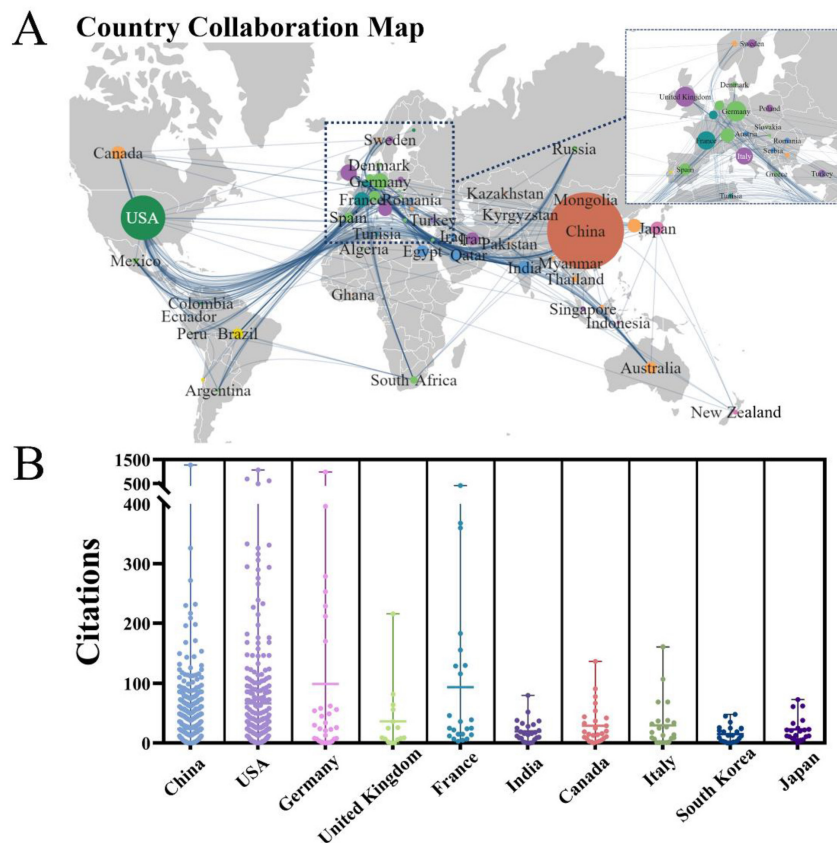 A
Country Collaboration Map
Sweden
Denmark
United Kingdom
Germany
Poland
Slovakia
France
Austria
Romania
Serbia
Italy
Spain
Greece
Turkey
Tunisia
Canada
Sweden
Russia
Denmark
Germany
Kazakhstan
Mongolia
France
Romania
USA
Spain
Turkey
Kyrgyzstan
China
Japan
Tunisia
Iraq
Iran
Pakistan
Mexico
Algeria
Egypt
Qatar
India
Myanmar
Thailand
Colombia
Ghana
Ecuador
Singapore
Peru
Brazil
Indonesia
Argentina
South Africa
Australia
New Zealand
B
Citations
1500
500
400
300
200
100
0
China
USA
Germany
United Kingdom
France
India
Canada
Italy
South Korea
Japan